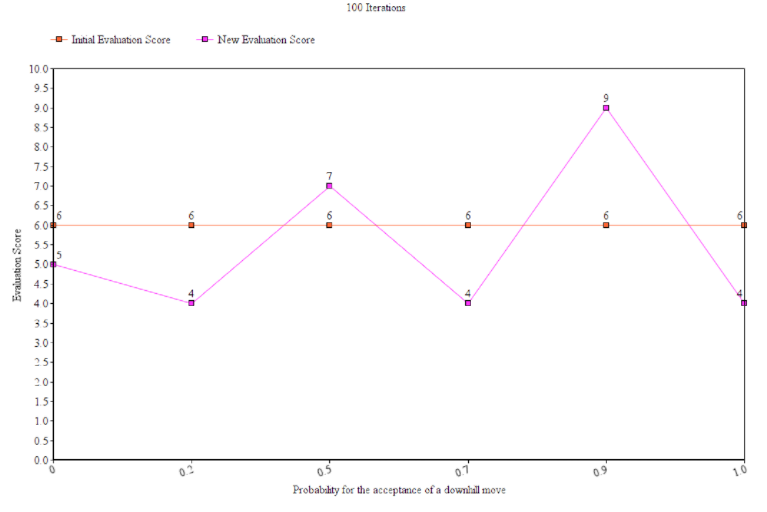 100 Iterations
Initial Evaluation Score
New Evaluation Score
10.0
9.5
9.0
8.5
8.0
7.5
7.0
6.5
6.0
5.5
5.0
4.5
4.0
3.5
3.0
2.5
2.0
1.5
1.0
0.5
0.0
6 6 6 6 6 6
5 4 7 4 9 4
Evaluation Score
0 0.2 0.5 0.7 0.9 1.0
Probability for the acceptance of a downhill move